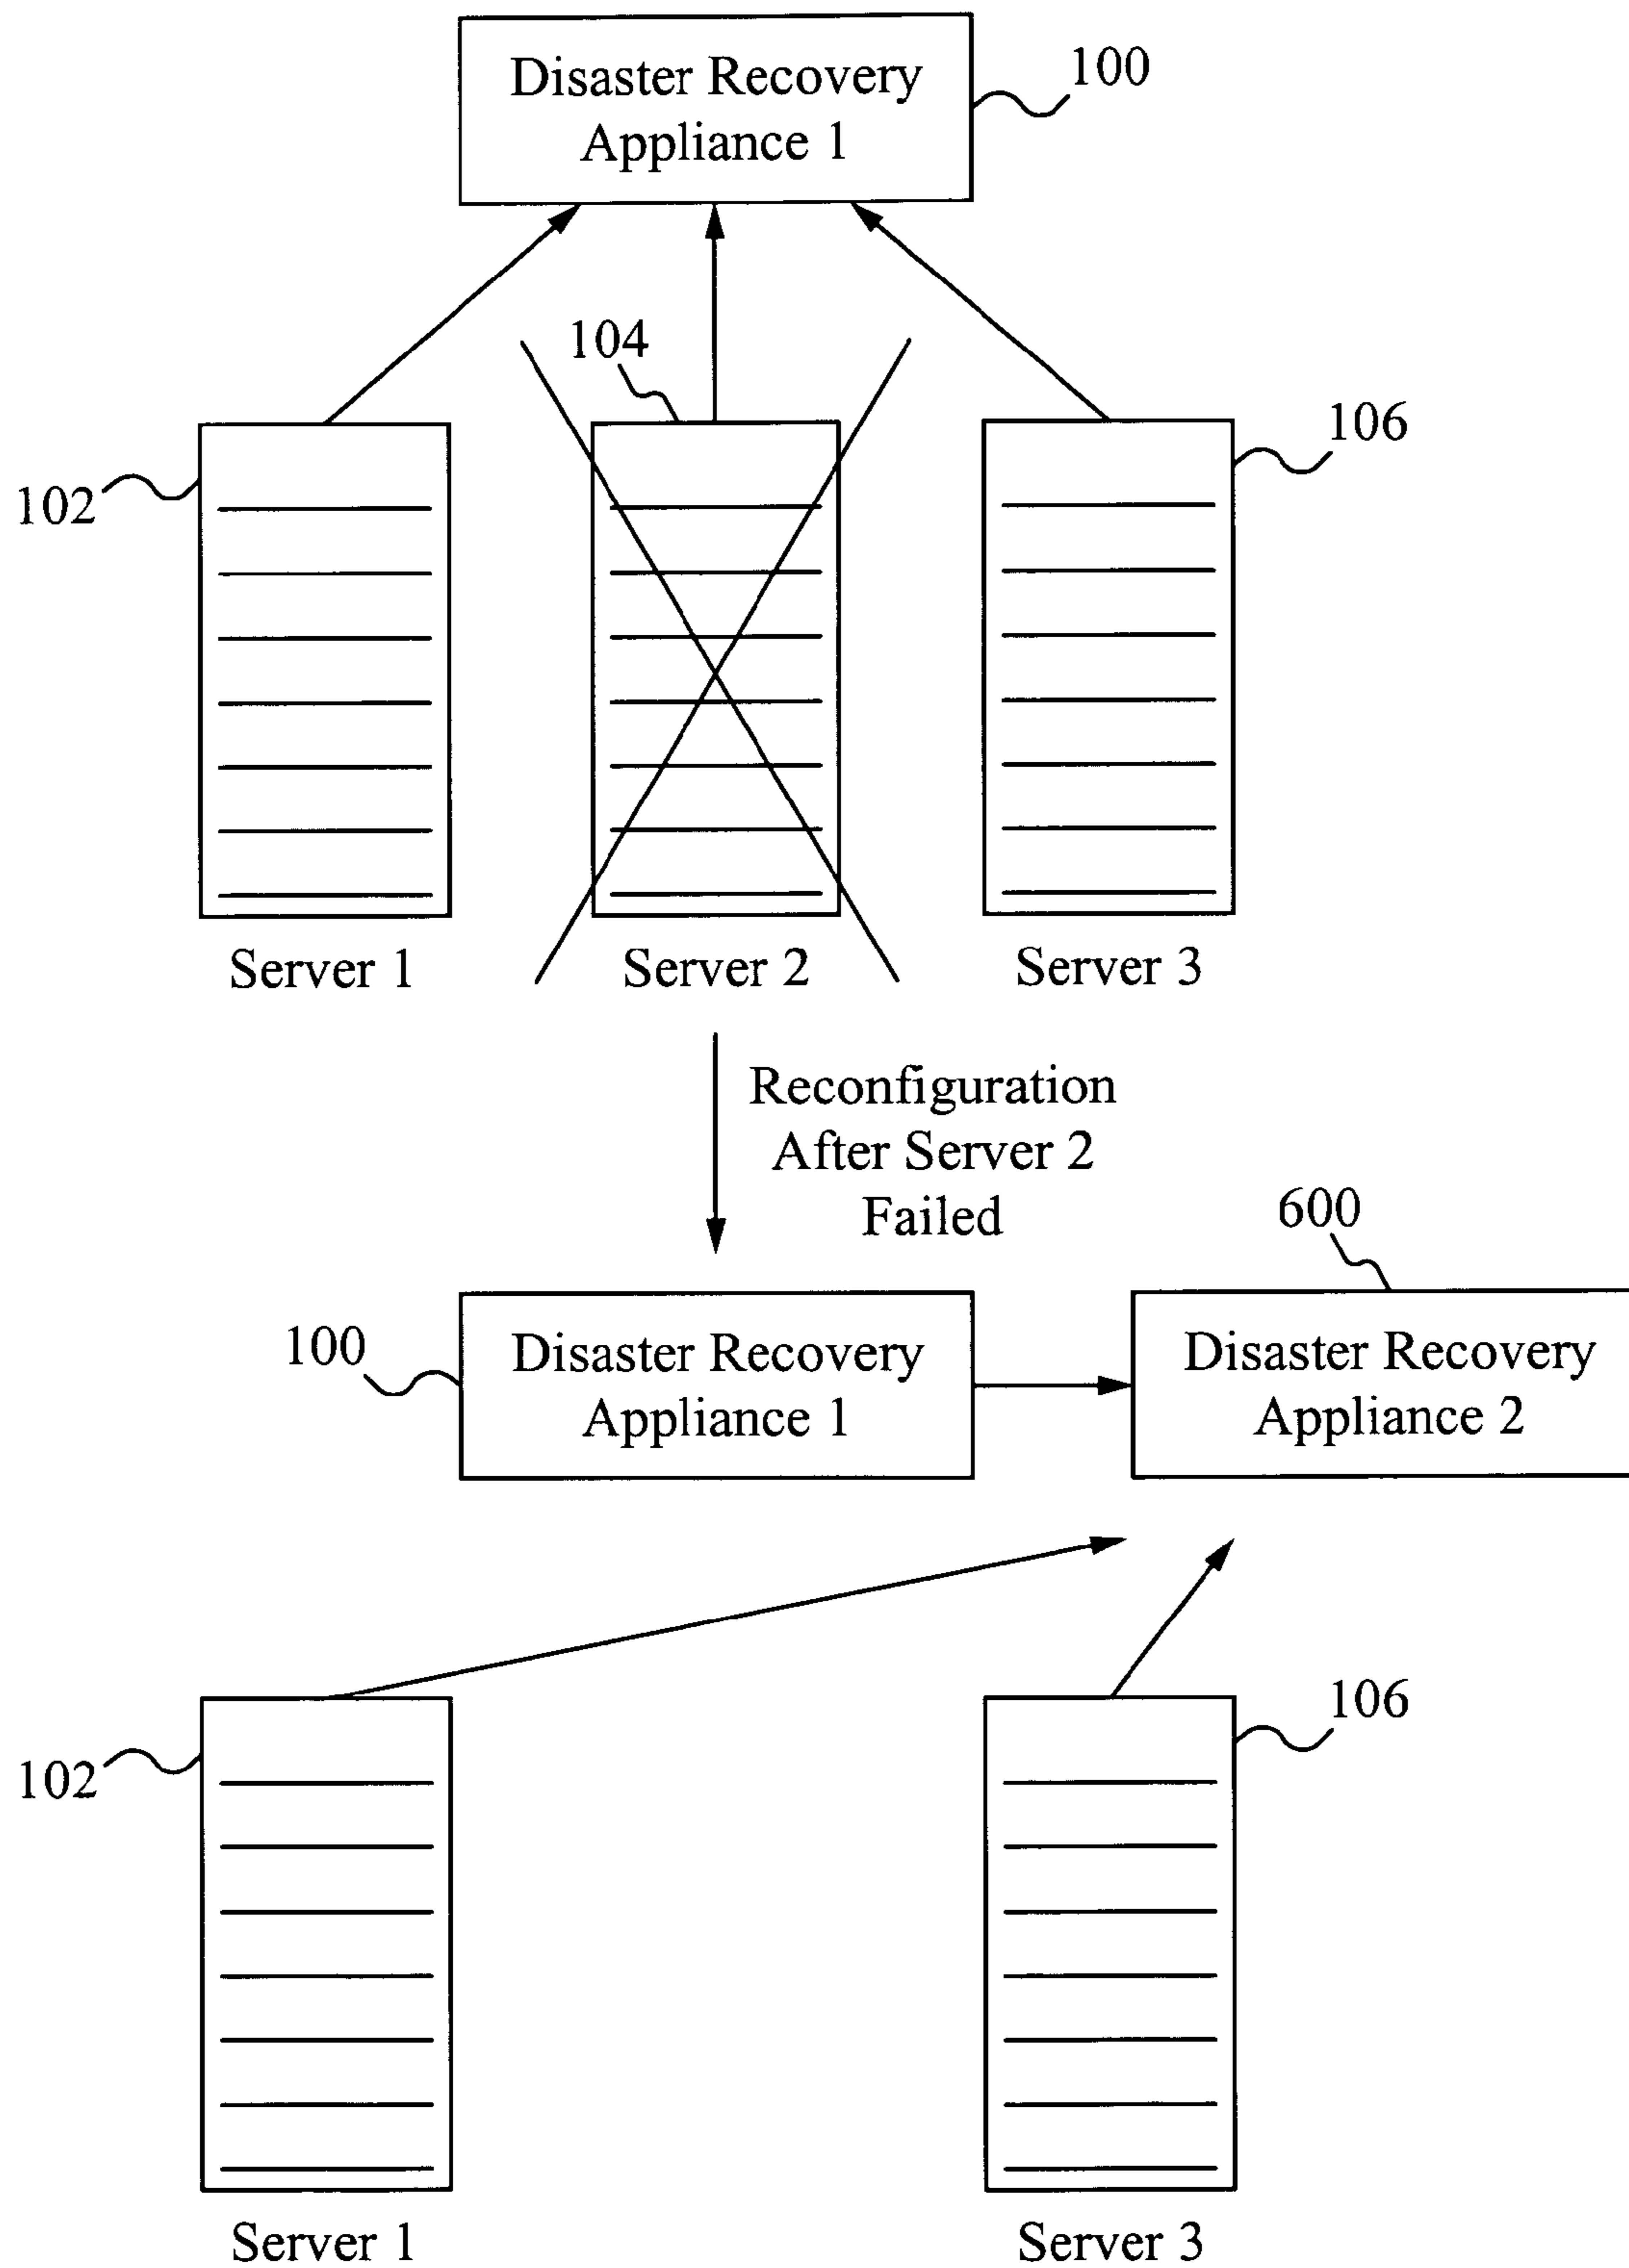 Disaster Recovery
Appliance 1
100
104
106
102
Server 1
Server 2
Server 3
Reconfiguration
After Server 2
Failed
600
100
Disaster Recovery
Appliance 1
Disaster Recovery
Appliance 2
106
102
Server 1
Server 3